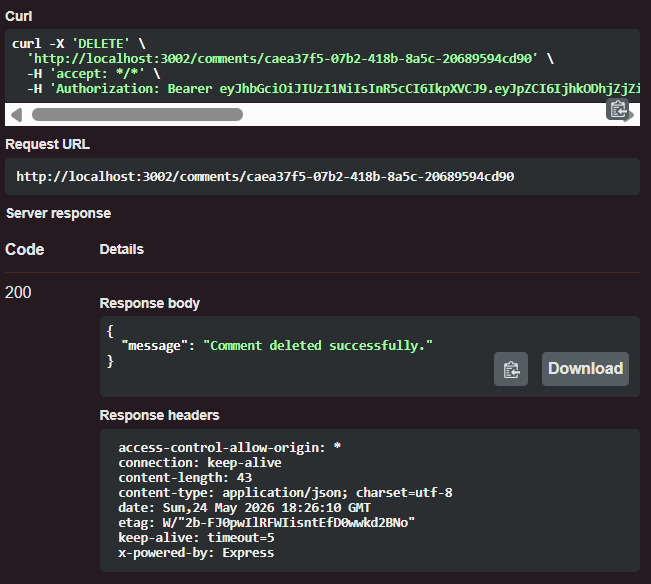 Curl
curl -X 'DELETE' \
'http://localhost:3002/comments/caea37f5-07b2-418b-8a5c-20689594cd90' \
-H 'accept: */*' \
-H 'Authorization: Bearer eyJhbGciOiJIUzI1NiIsInR5cCI6IkpXVCJ9.eyJpZCI6IjhkODhjZjZi
Request URL
http://localhost:3002/comments/caea37f5-07b2-418b-8a5c-20689594cd90
Server response
Code Details
200
Response body
{
"message": "Comment deleted successfully."
}
Download
Response headers
access-control-allow-origin: *
connection: keep-alive
content-length: 43
content-type: application/json; charset=utf-8
date: Sun,24 May 2026 18:26:10 GMT
etag: W/"2b-FJ0pwIlRFWIisntEfD0wwkd2BNo"
keep-alive: timeout=5
x-powered-by: Express